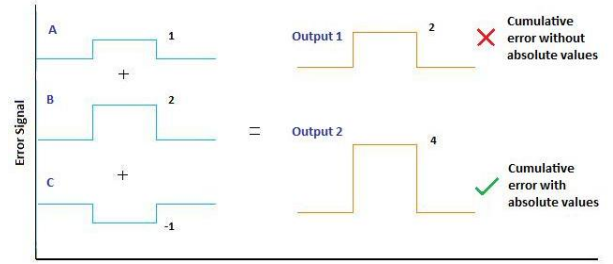 A
1
+
B
2
+
C
-1
Error Signal
=
Output 1
2
Cumulative
error without
absolute values
Output 2
4
Cumulative
error with
absolute values